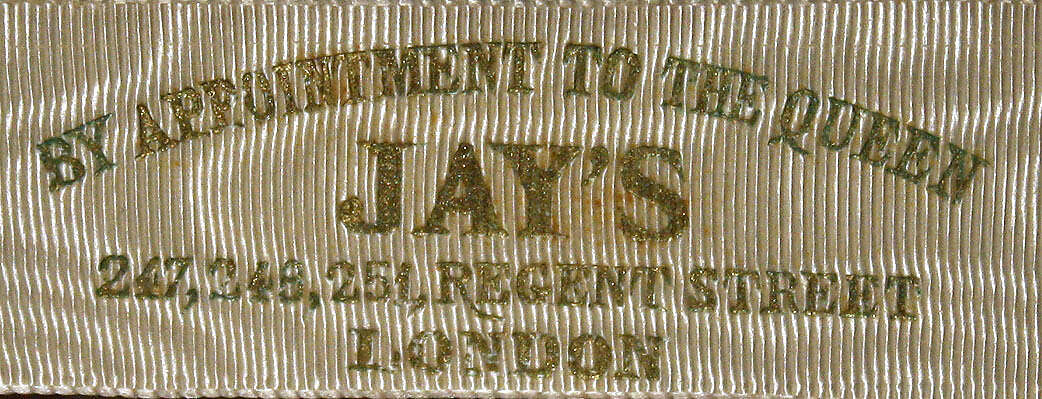 BY APPOINTMENT TO THE QUEEN
JAY'S
247, 249, 251, REGENT STREET
LONDON